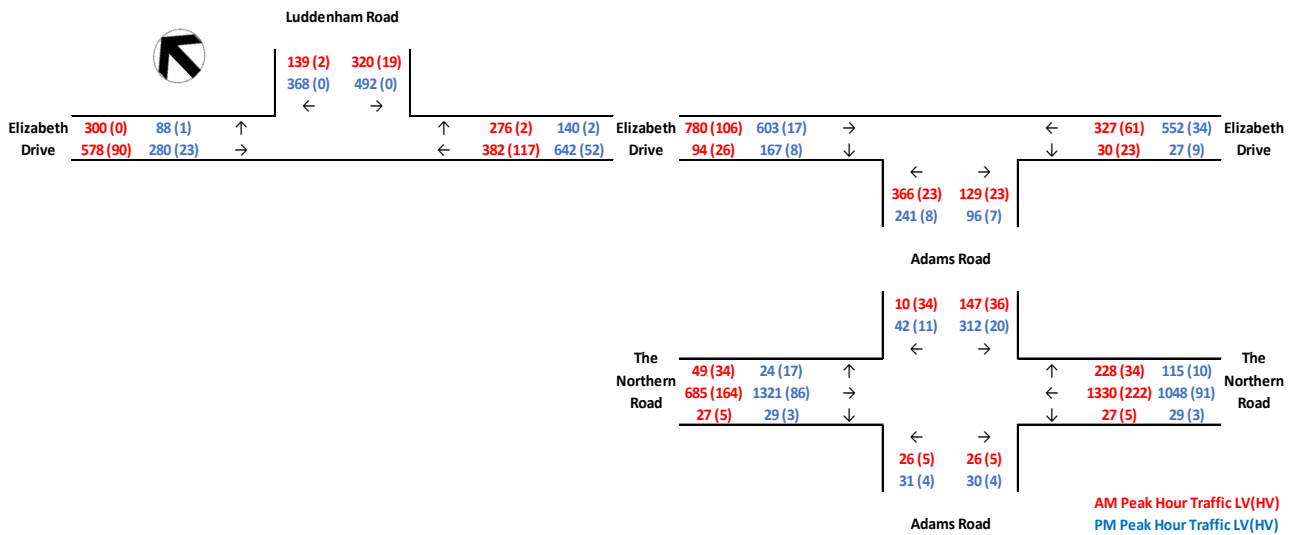 Luddenham Road
139 (2) 320 (19)
368 (0) 492 (0)
← →
Elizabeth Drive
300 (0) 88 (1) ↑
578 (90) 280 (23) →
↑ 276 (2) 140 (2)
← 382 (117) 642 (52)
Elizabeth Drive
780 (106) 603 (17) →
94 (26) 167 (8) ↓
← 327 (61) 552 (34)
↓ 30 (23) 27 (9)
Elizabeth Drive
← →
366 (23) 129 (23)
241 (8) 96 (7)
Adams Road
10 (34) 147 (36)
42 (11) 312 (20)
← →
The Northern Road
49 (34) 24 (17) ↑
685 (164) 1321 (86) →
27 (5) 29 (3) ↓
↑ 228 (34) 115 (10)
← 1330 (222) 1048 (91)
↓ 27 (5) 29 (3)
The Northern Road
← →
26 (5) 26 (5)
31 (4) 30 (4)
Adams Road
AM Peak Hour Traffic LV(HV)
PM Peak Hour Traffic LV(HV)